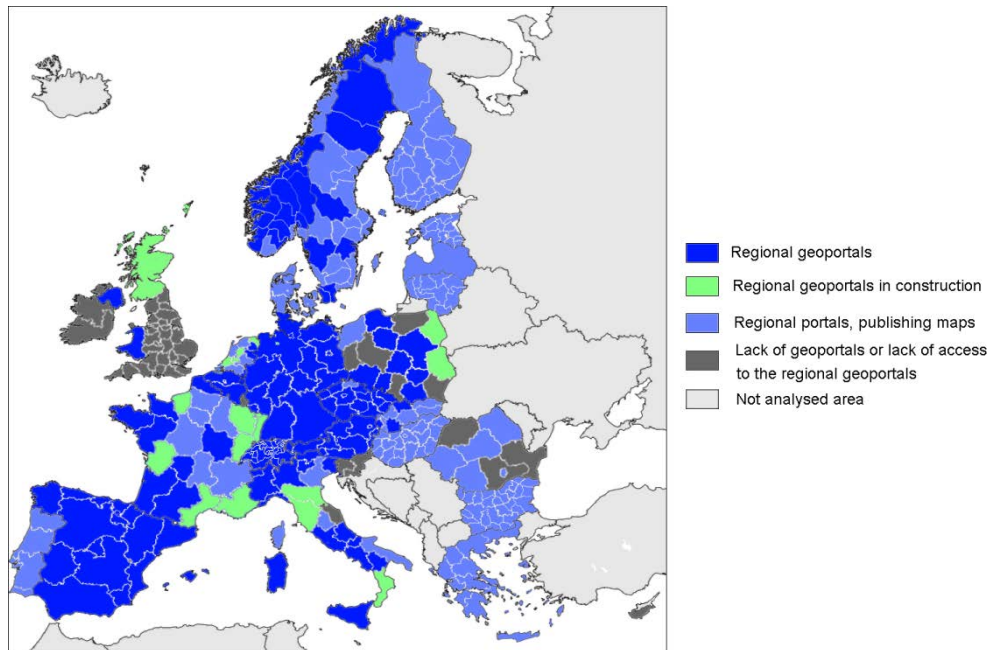 Regional geoportals
Regional geoportals in construction
Regional portals, publishing maps
Lack of geoportals or lack of access
to the regional geoportals
Not analysed area